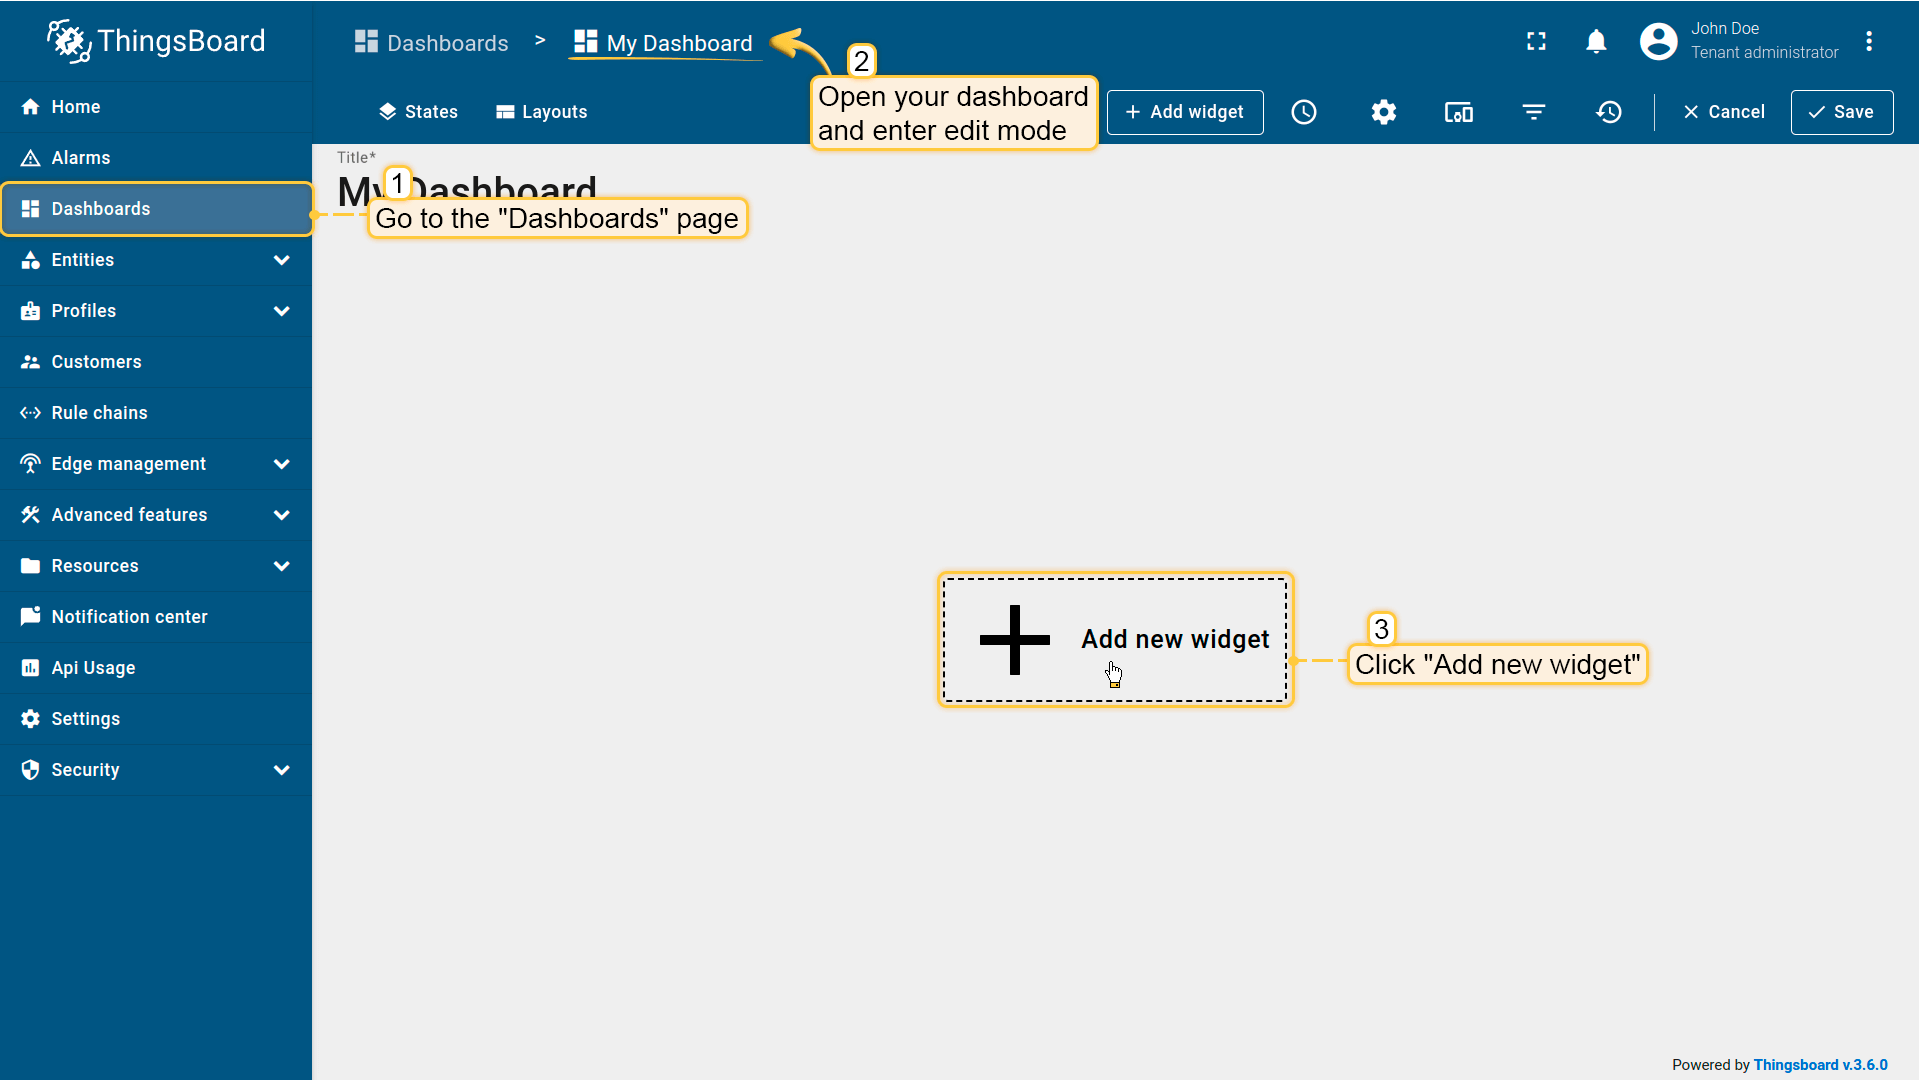 ThingsBoard
Dashboards > My Dashboard
John Doe
Tenant administrator
2
Open your dashboard
and enter edit mode
States
Layouts
+ Add widget
Cancel
Save
Home
Alarms
Dashboards
Entities
Profiles
Customers
Rule chains
Edge management
Advanced features
Resources
Notification center
Api Usage
Settings
Security
Title*
My Dashboard
1
Go to the "Dashboards" page
Add new widget
3
Click "Add new widget"
Powered by Thingsboard v.3.6.0